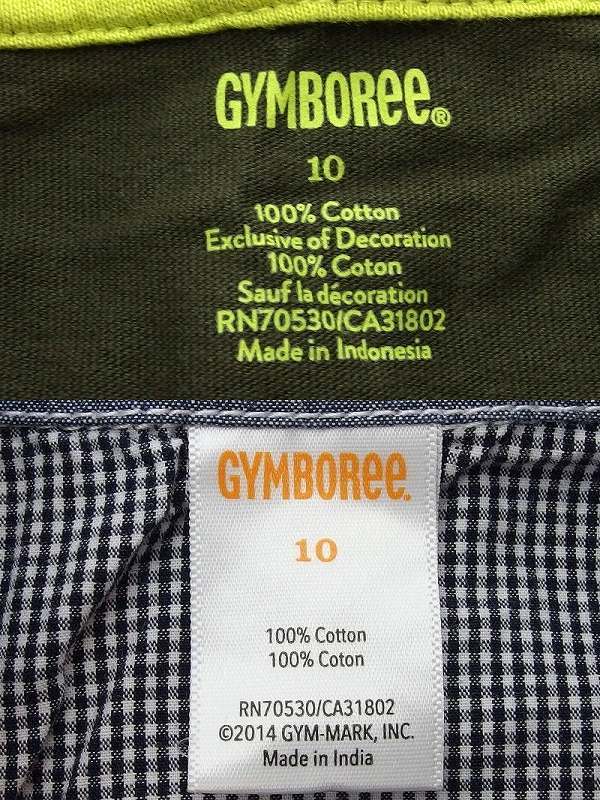 GYMBOREE®
10
100% Cotton
Exclusive of Decoration
100% Coton
Sauf la décoration
RN70530/CA31802
Made in Indonesia
GYMBOREE.
10
100% Cotton
100% Coton
RN70530/CA31802
©2014 GYM-MARK, INC.
Made in India